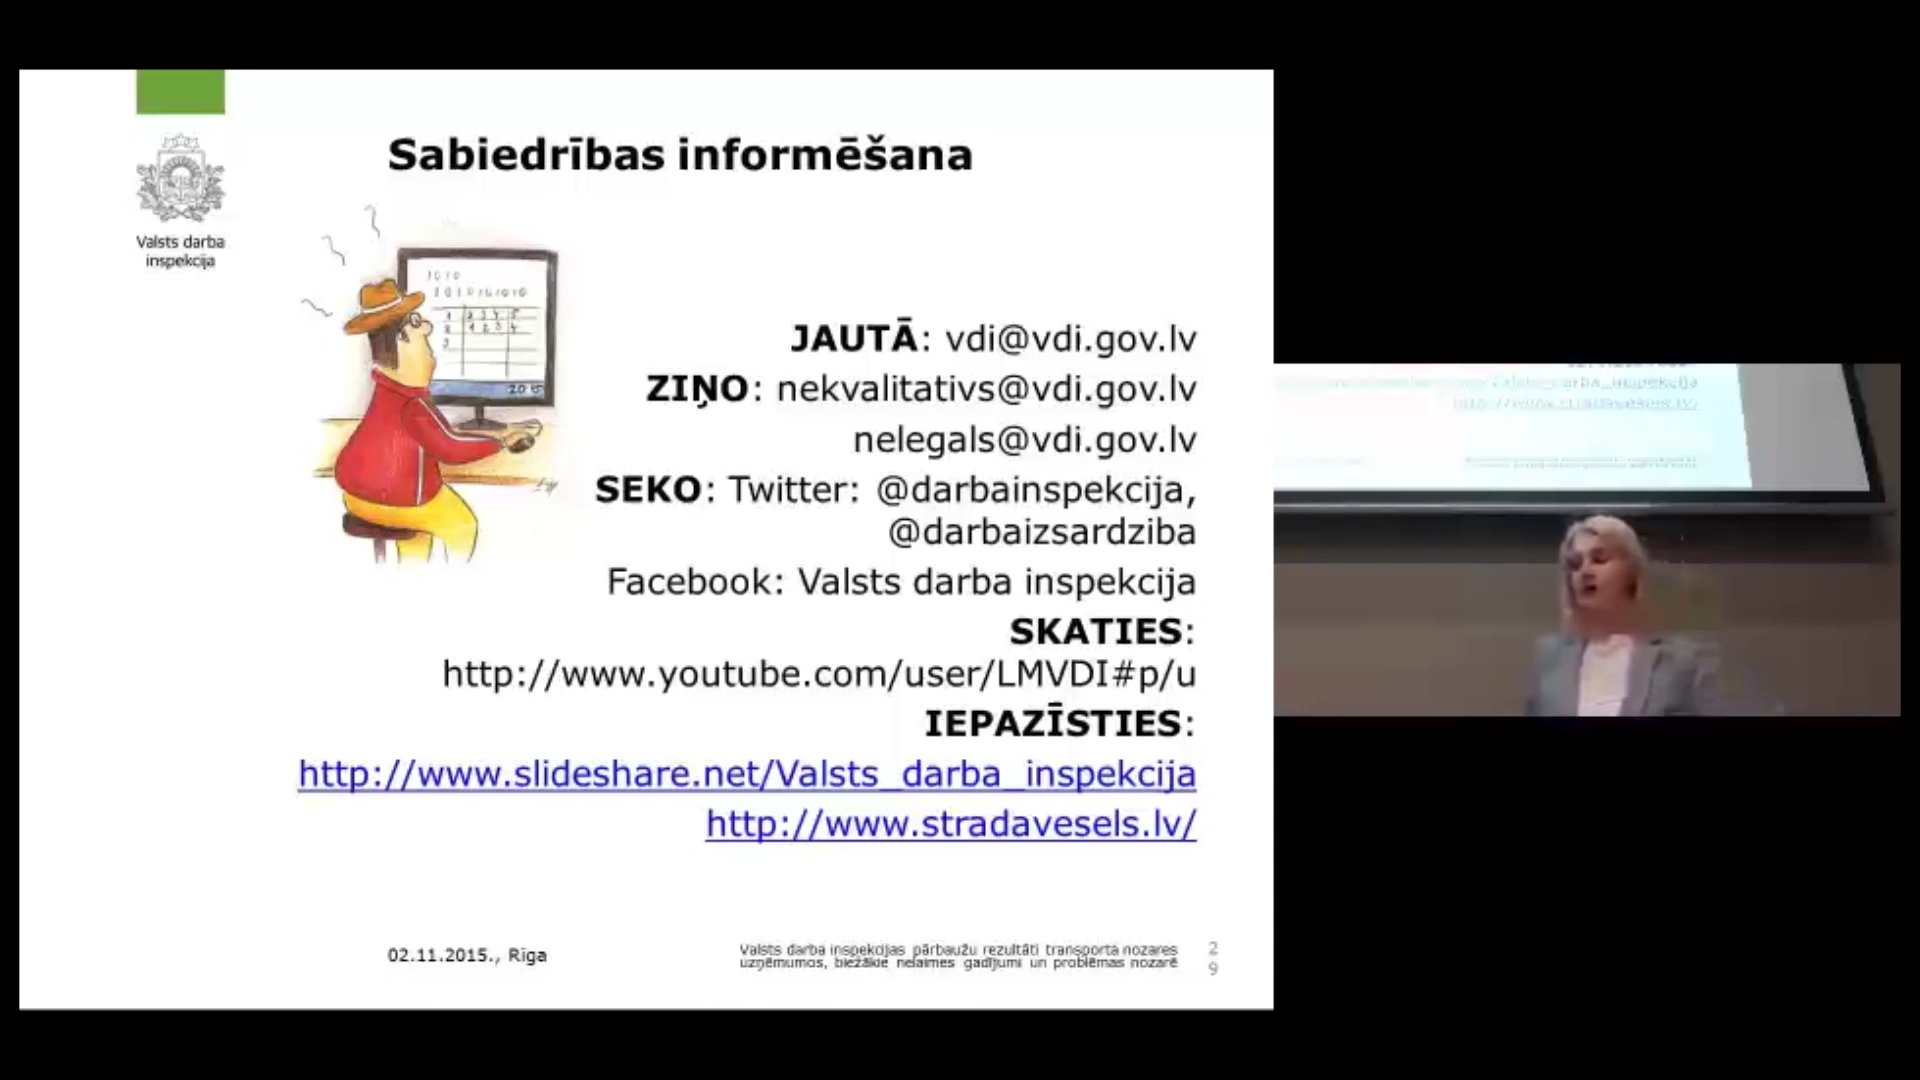 Sabiedrības informēšana
Valsts darba
inspekcija
JAUTĀ: vdi@vdi.gov.lv
ZIŅO: nekvalitativs@vdi.gov.lv
nelegals@vdi.gov.lv
SEKO: Twitter: @darbainspekcija,
@darbaizsardziba
Facebook: Valsts darba inspekcija
SKATIES:
http://www.youtube.com/user/LMVDI#p/u
IEPAZĪSTIES:
http://www.slideshare.net/Valsts_darba_inspekcija
http://www.stradavesels.lv/
02.11.2015., Rīga
Valsts darba inspekcijas pārbaužu rezultāti transporta nozares
uzņēmumos, biežākie nelaimes gadījumi un problēmas nozarē
2
9